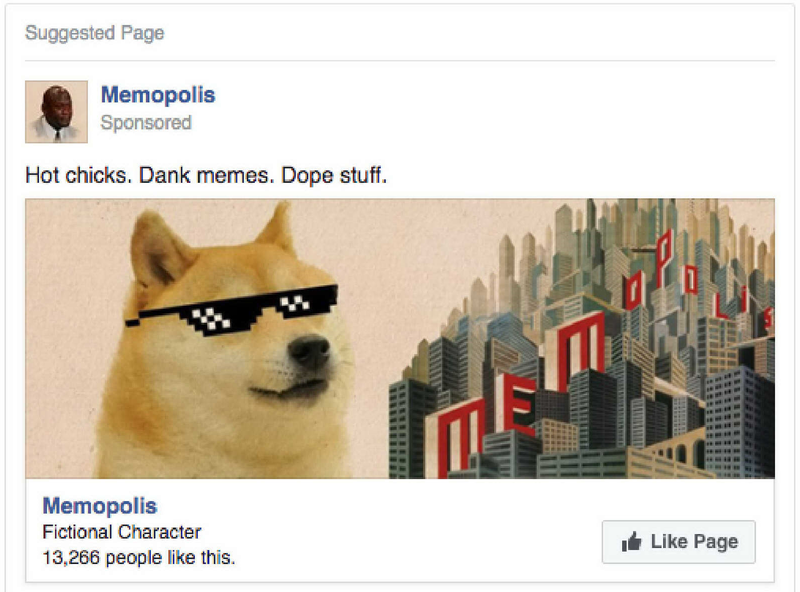 Suggested Page
Memopolis
Sponsored
Hot chicks. Dank memes. Dope stuff.
MEMOPOLIS
Memopolis
Fictional Character
13,266 people like this.
Like Page